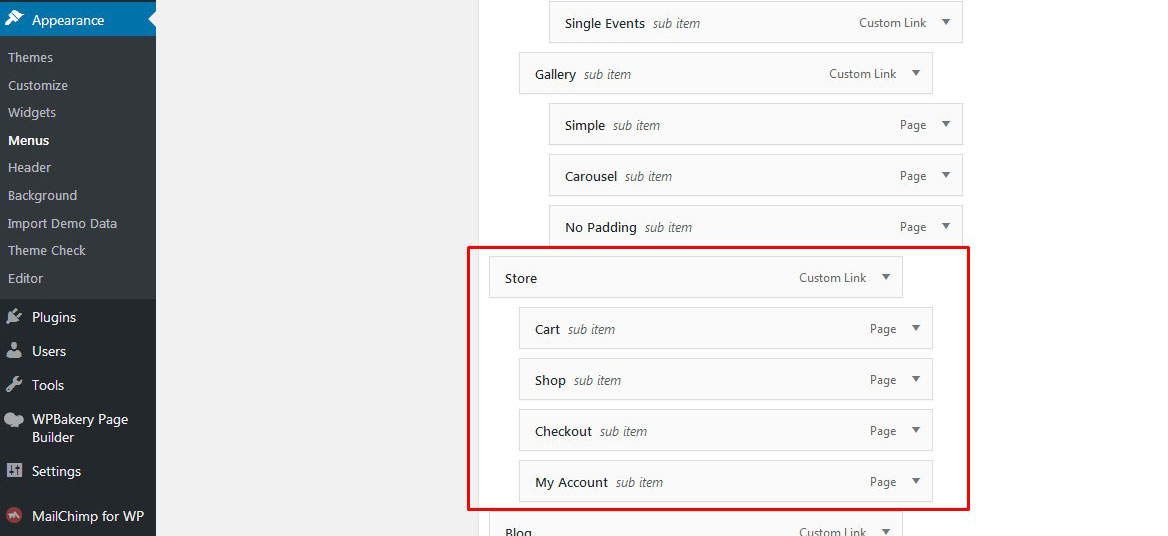 Appearance
Themes
Customize
Widgets
Menus
Header
Background
Import Demo Data
Theme Check
Editor
Plugins
Users
Tools
WPBakery Page
Builder
Settings
MailChimp for WP
Single Events sub item Custom Link
Gallery sub item Custom Link
Simple sub item Page
Carousel sub item Page
No Padding sub item Page
Store Custom Link
Cart sub item Page
Shop sub item Page
Checkout sub item Page
My Account sub item Page
Blog Custom Link